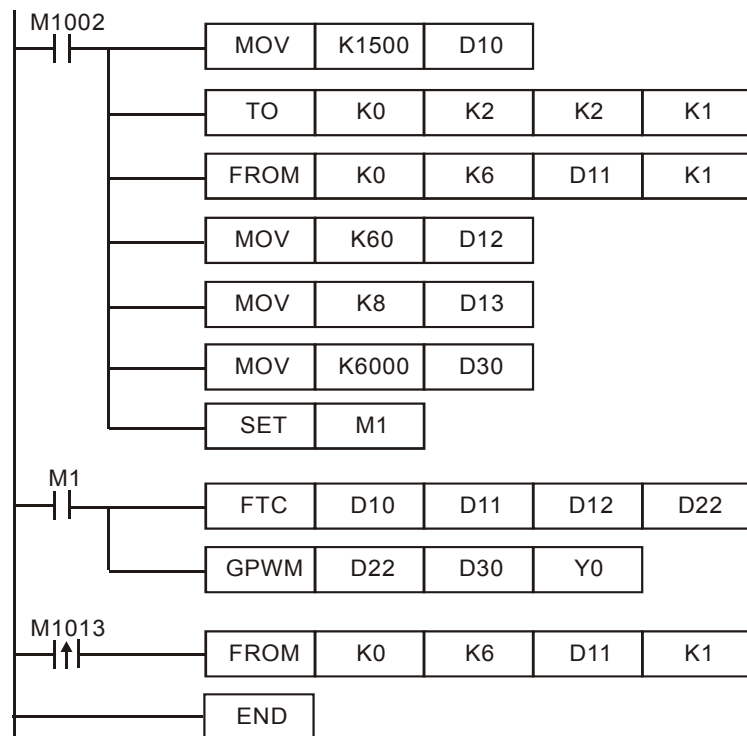 M1002
MOV K1500 D10
TO K0 K2 K2 K1
FROM K0 K6 D11 K1
MOV K60 D12
MOV K8 D13
MOV K6000 D30
SET M1
M1
FTC D10 D11 D12 D22
GPWM D22 D30 Y0
M1013
FROM K0 K6 D11 K1
END